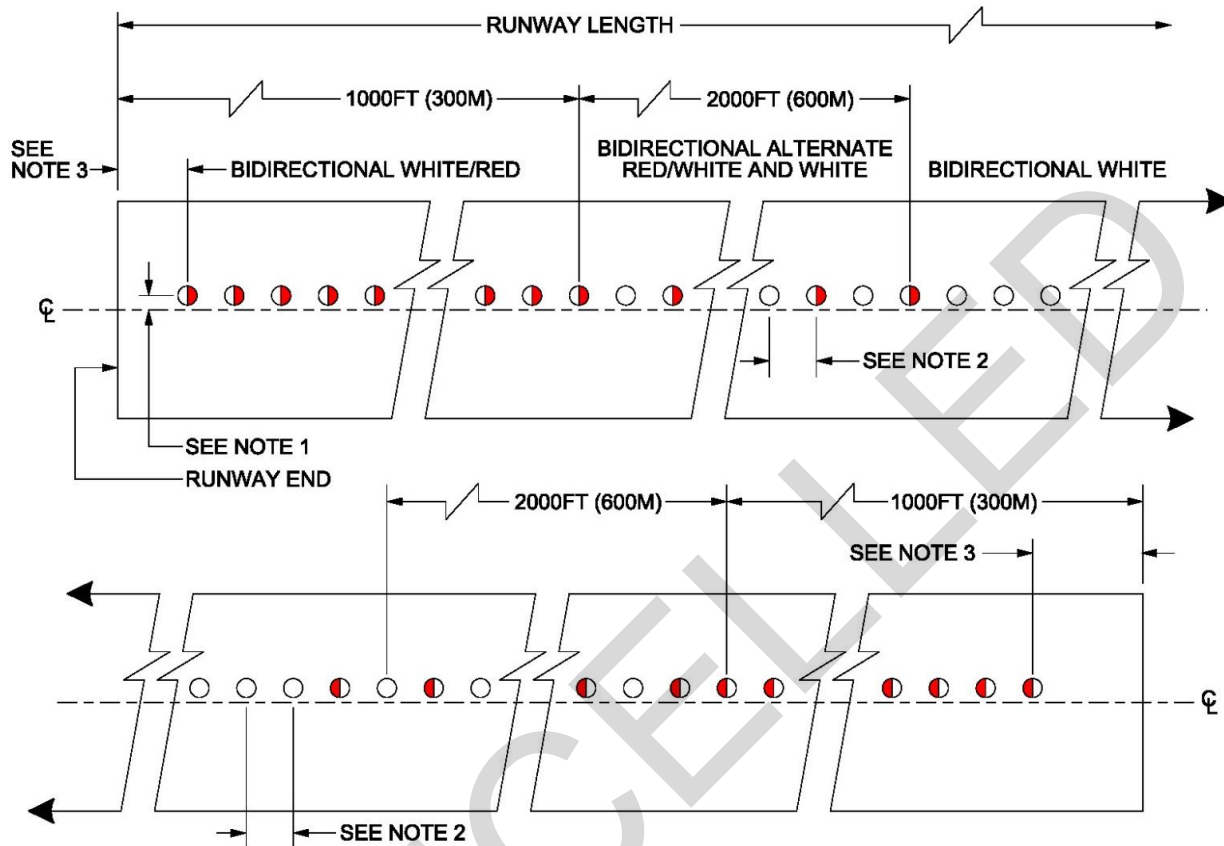 RUNWAY LENGTH
1000FT (300M)
2000FT (600M)
SEE
NOTE 3
BIDIRECTIONAL WHITE/RED
BIDIRECTIONAL ALTERNATE
RED/WHITE AND WHITE
BIDIRECTIONAL WHITE
℄
SEE NOTE 2
SEE NOTE 1
RUNWAY END
2000FT (600M)
1000FT (300M)
SEE NOTE 3
℄
SEE NOTE 2
CELLED